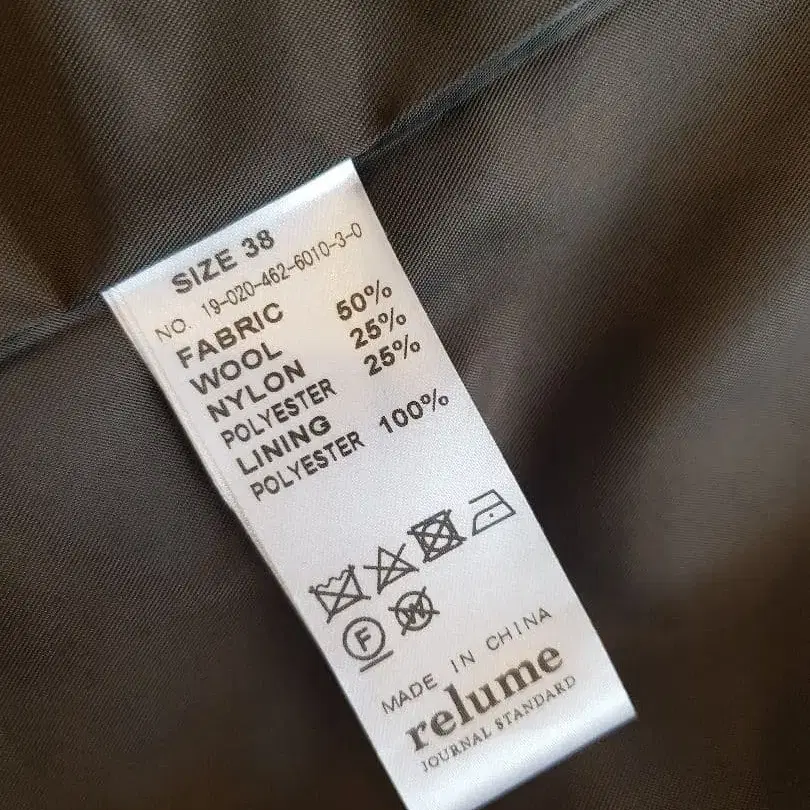 SIZE 38
NO. 19-020-462-6010-3-0
FABRIC
WOOL 50%
NYLON 25%
POLYESTER 25%
LINING
POLYESTER 100%
F
W
MADE IN CHINA
relume
JOURNAL STANDARD